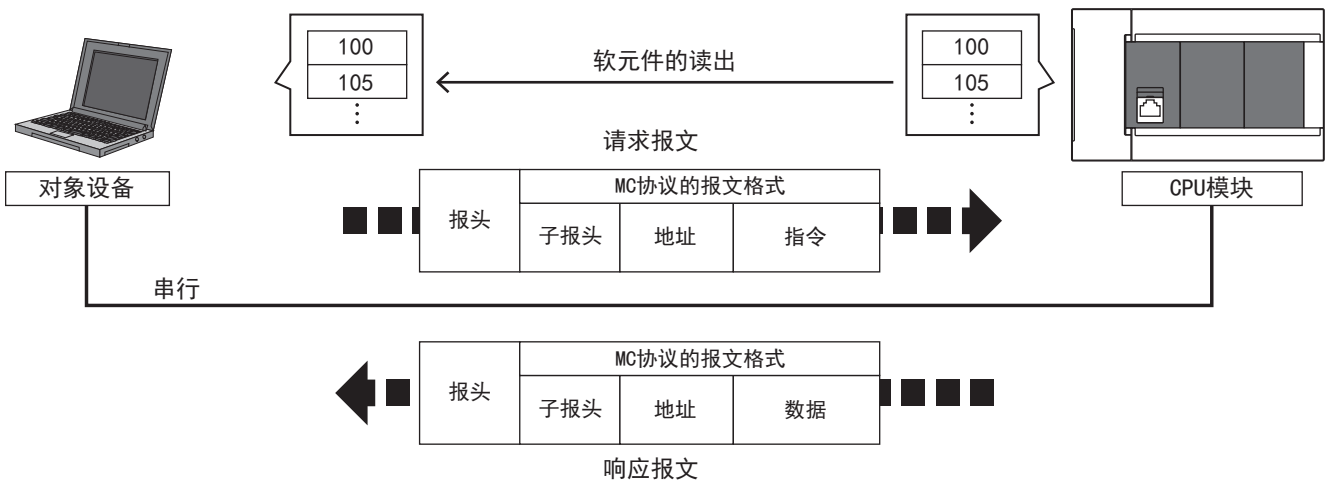 100
105
⋮
软元件的读出
100
105
⋮
请求报文
对象设备
CPU模块
报头
MC协议的报文格式
子报头
地址
指令
串行
报头
MC协议的报文格式
子报头
地址
数据
响应报文